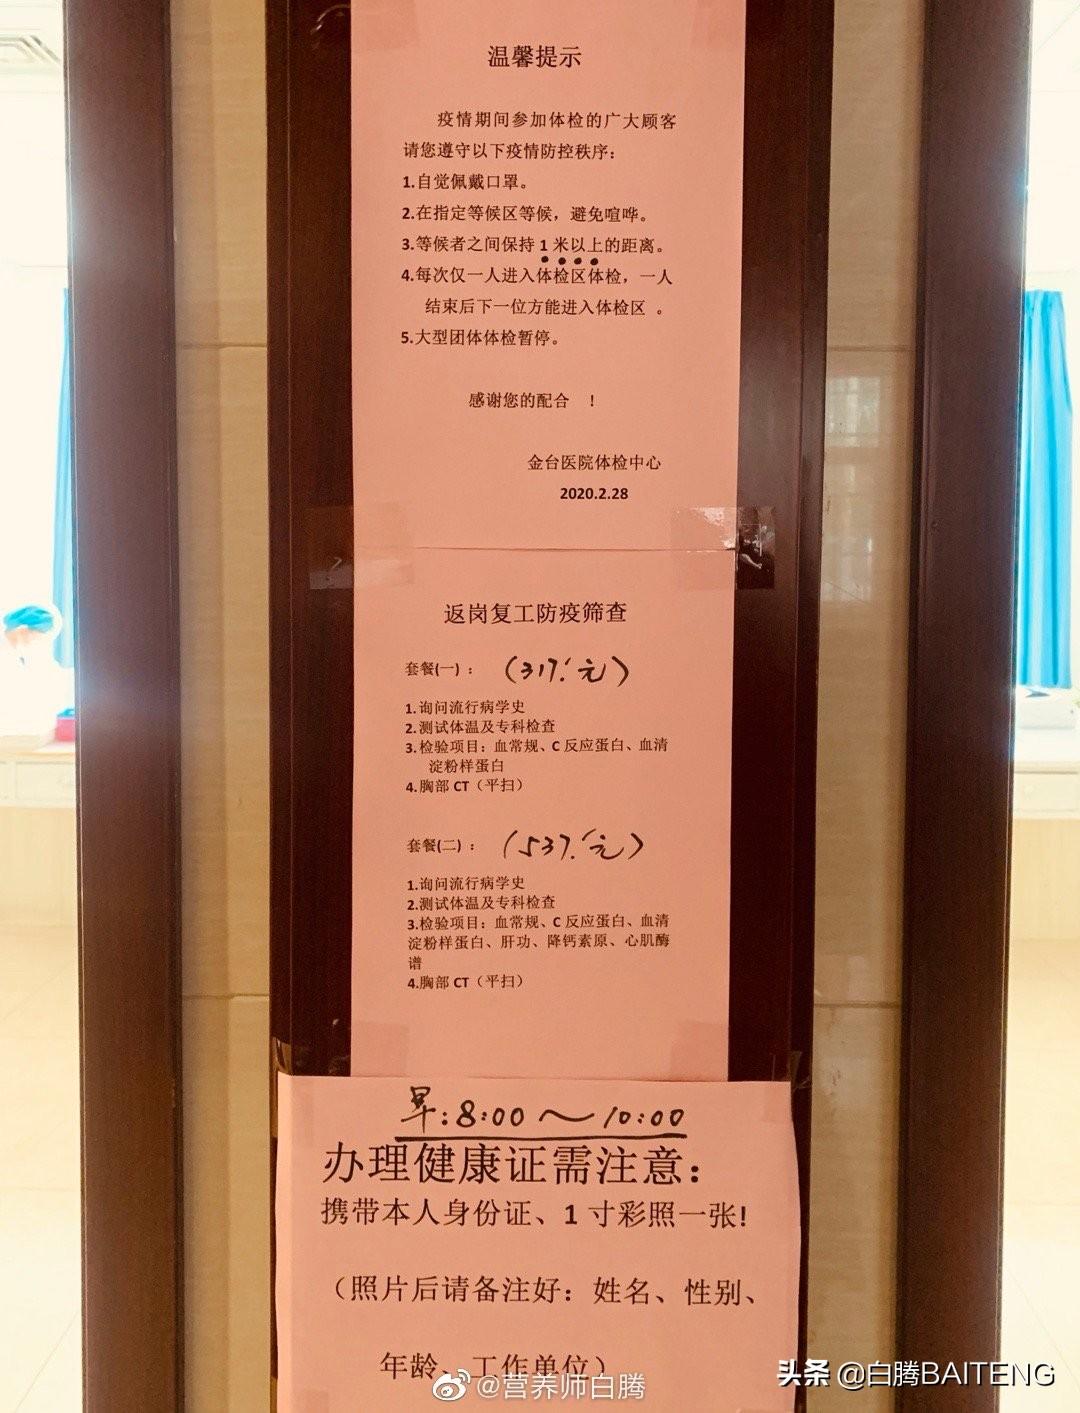 温馨提示
疫情期间参加体检的广大顾客
请您遵守以下疫情防控秩序：
1.自觉佩戴口罩。
2.在指定等候区等候，避免喧哗。
3.等候者之间保持 1 米以上的距离。
4.每次仅一人进入体检区体检，一人
结束后下一位方能进入体检区 。
5.大型团体体检暂停。
感谢您的配合 ！
金台医院体检中心
2020.2.28
返岗复工防疫筛查
套餐(一)： （317.元）
1.询问流行病学史
2.测试体温及专科检查
3.检验项目：血常规、C 反应蛋白、血清
淀粉样蛋白
4.胸部 CT（平扫）
套餐(二)： （537.元）
1.询问流行病学史
2.测试体温及专科检查
3.检验项目：血常规、C 反应蛋白、血清
淀粉样蛋白、肝功、降钙素原、心肌酶
谱
4.胸部 CT（平扫）
早:8:00～10:00
办理健康证需注意：
携带本人身份证、1 寸彩照一张!
（照片后请备注好：姓名、性别、
年龄、工作单位）
@营养师白腾
头条 @白腾BAITENG